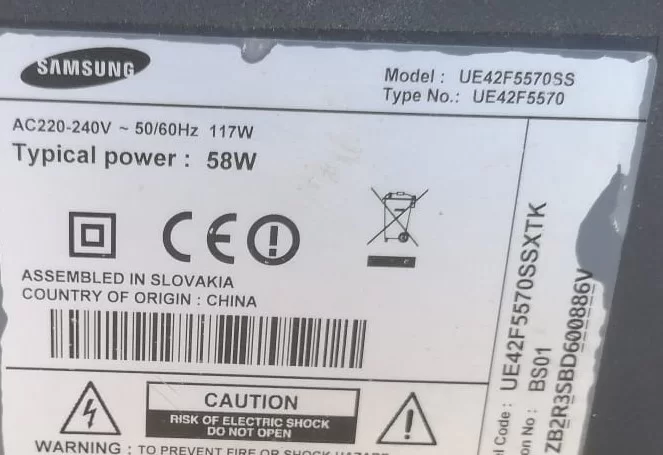 SAMSUNG
Model : UE42F5570SS
Type No.: UE42F5570
AC220-240V ~ 50/60Hz 117W
Typical power : 58W
CE
ASSEMBLED IN SLOVAKIA
COUNTRY OF ORIGIN : CHINA
CAUTION
RISK OF ELECTRIC SHOCK
DO NOT OPEN
WARNING : TO PREVENT FIRE OR SHOCK HAZARD
Code : UE42F5570SSXTK
No : BS01
ZB2R3SBD600886V